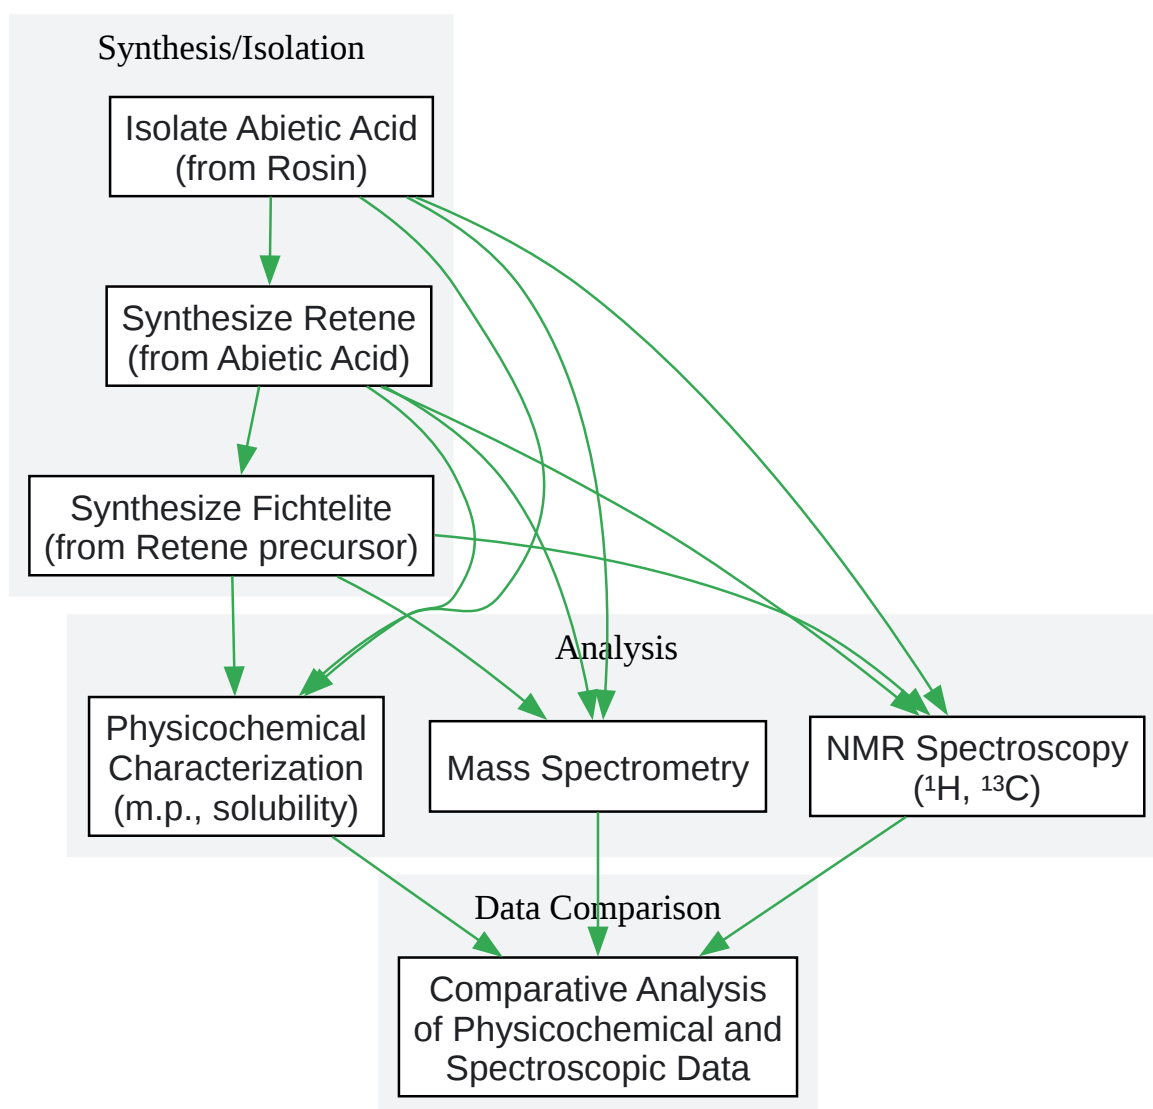 Synthesis/Isolation
Isolate Abietic Acid
(from Rosin)
Synthesize Retene
(from Abietic Acid)
Synthesize Fichtelite
(from Retene precursor)
Analysis
Physicochemical
Characterization
(m.p., solubility)
Mass Spectrometry
NMR Spectroscopy
(¹H, ¹³C)
Data Comparison
Comparative Analysis
of Physicochemical and
Spectroscopic Data